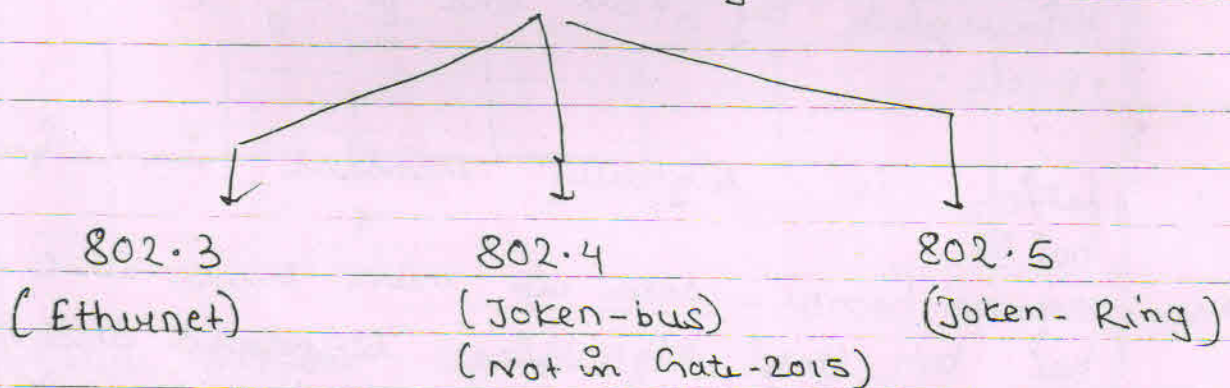 802.3 802.4 802.5
(Ethernet) (Token-bus) (Token-Ring)
(Not in Gate-2015)